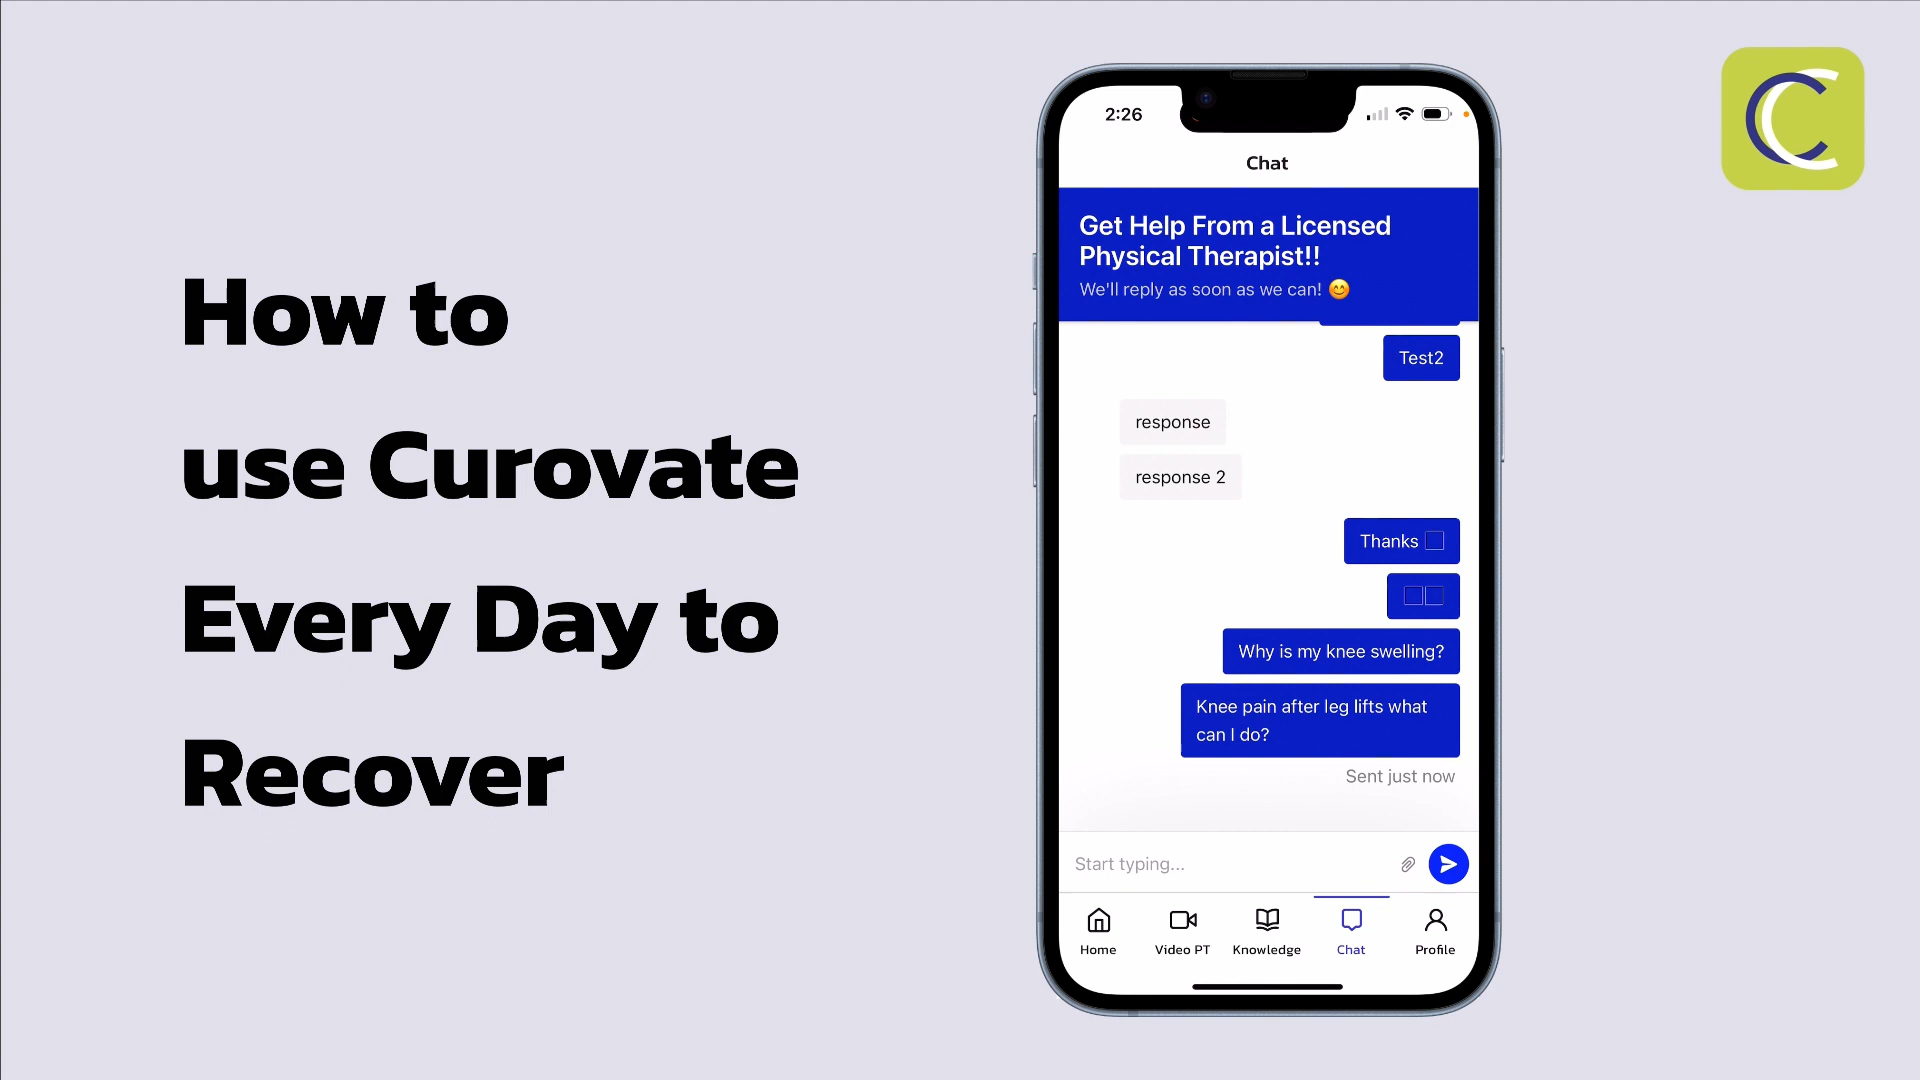 How to
use Curovate
Every Day to
Recover
2:26
Chat
Get Help From a Licensed
Physical Therapist!!
We'll reply as soon as we can! 😊
Test2
response
response 2
Thanks
Why is my knee swelling?
Knee pain after leg lifts what
can I do?
Sent just now
Start typing...
Home
Video PT
Knowledge
Chat
Profile